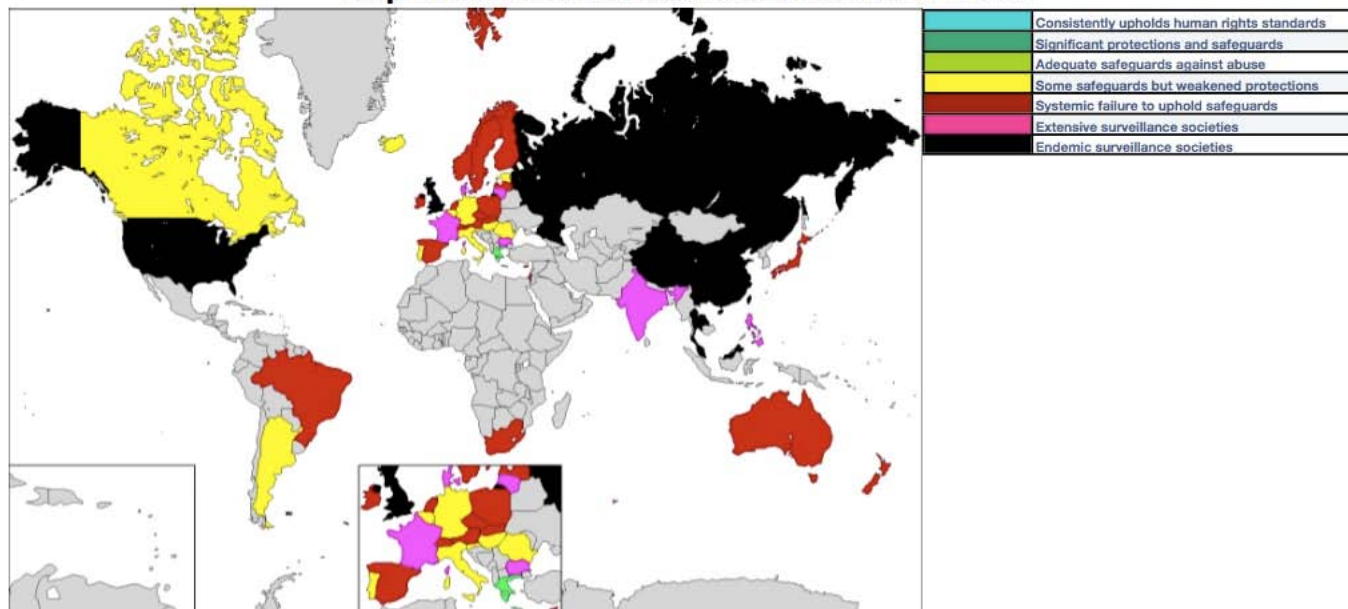 Consistently upholds human rights standards
Significant protections and safeguards
Adequate safeguards against abuse
Some safeguards but weakened protections
Systemic failure to uphold safeguards
Extensive surveillance societies
Endemic surveillance societies